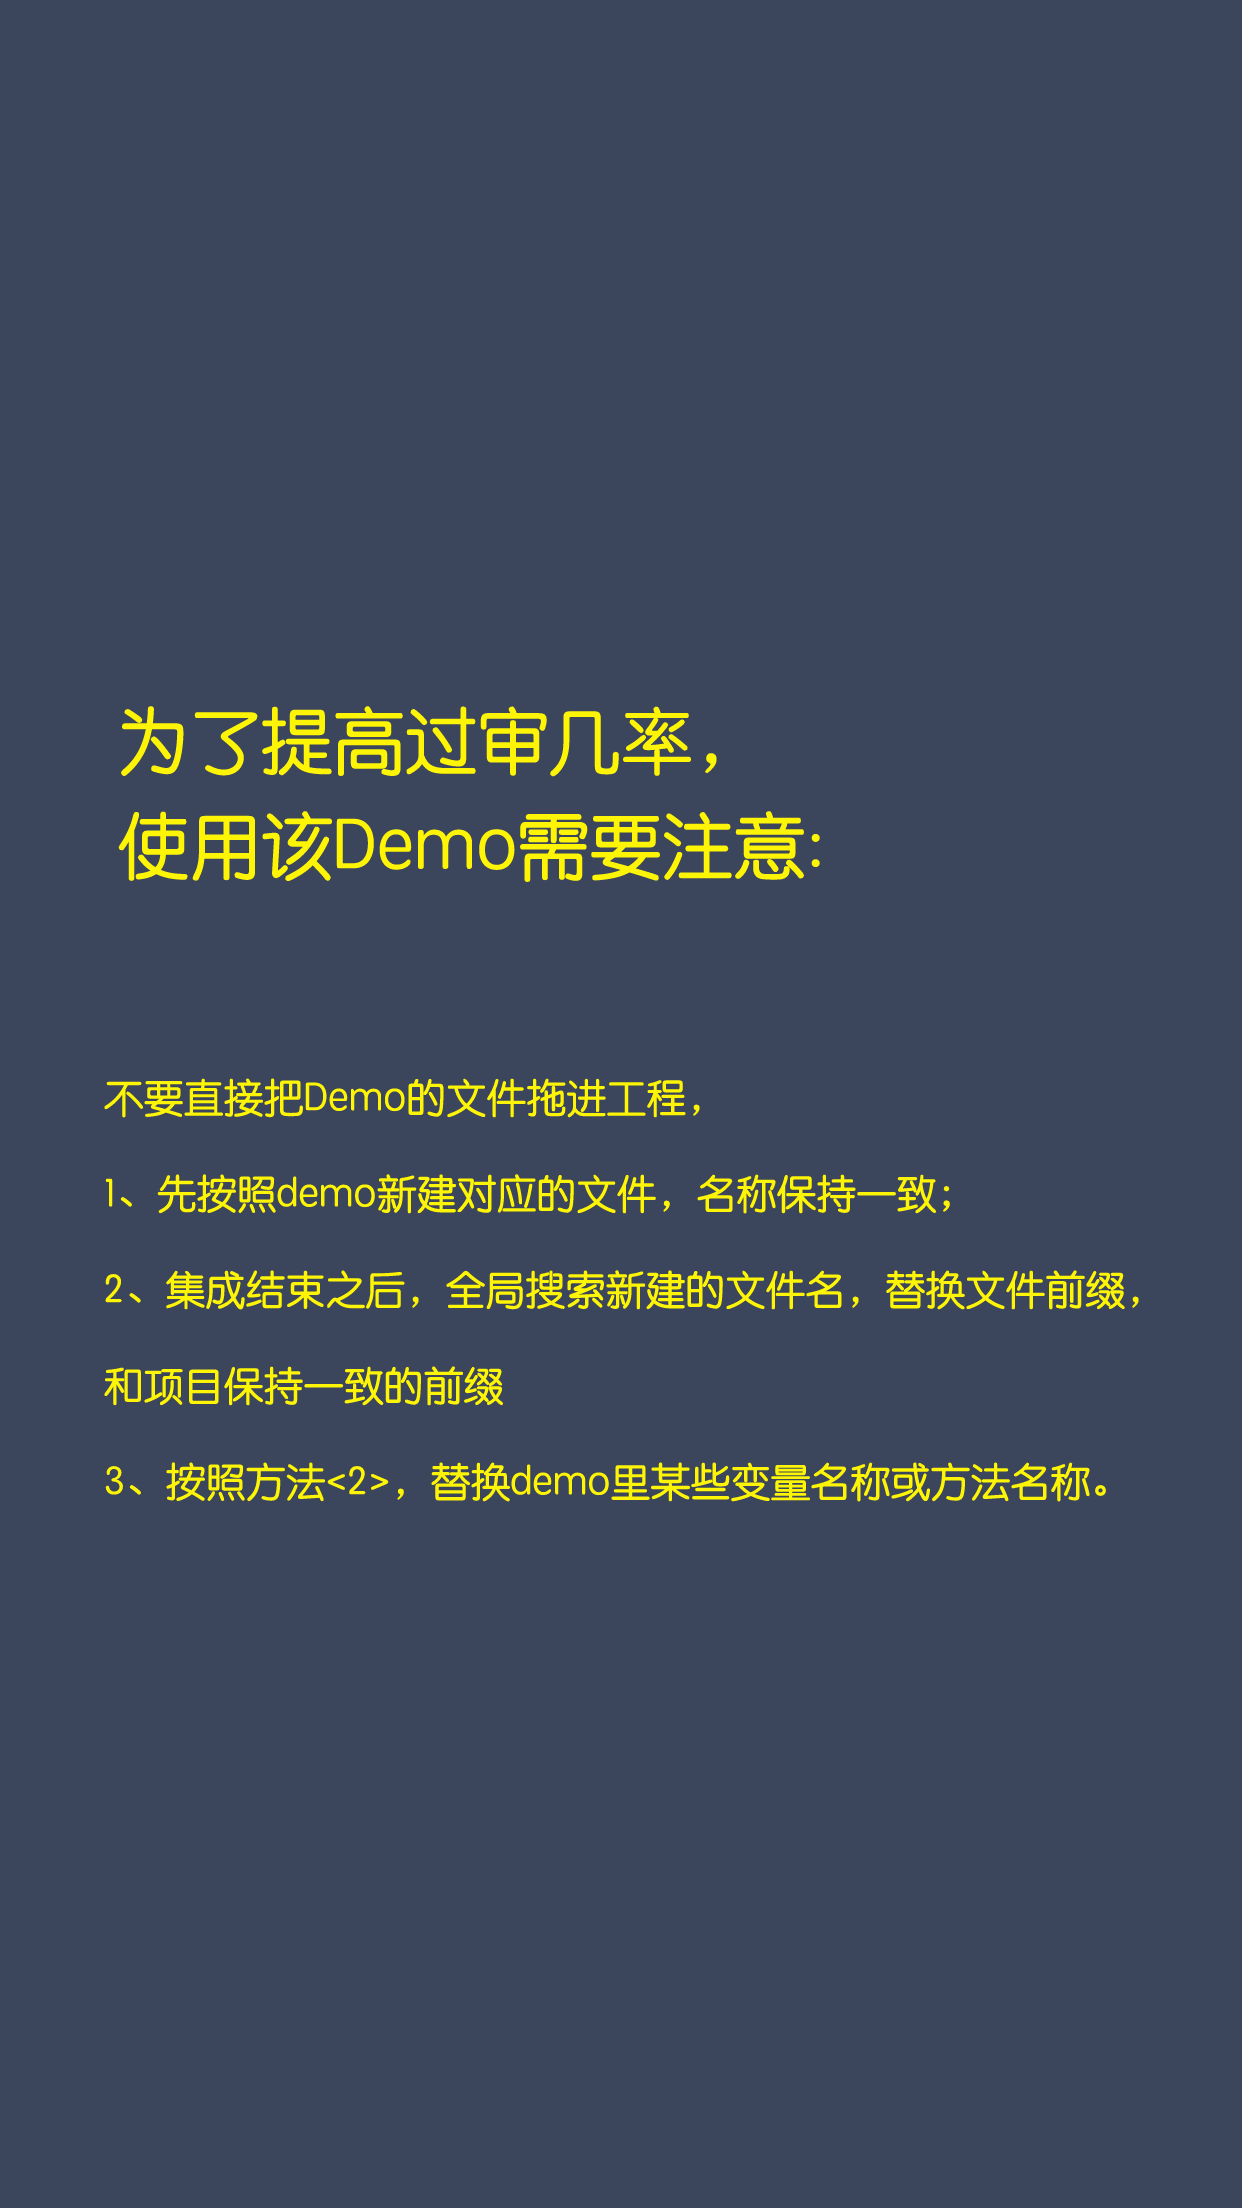 为了提高过审几率，
使用该Demo需要注意:
不要直接把Demo的文件拖进工程，
1、先按照demo新建对应的文件，名称保持一致；
2、集成结束之后，全局搜索新建的文件名，替换文件前缀，
和项目保持一致的前缀
3、按照方法<2>，替换demo里某些变量名称或方法名称。